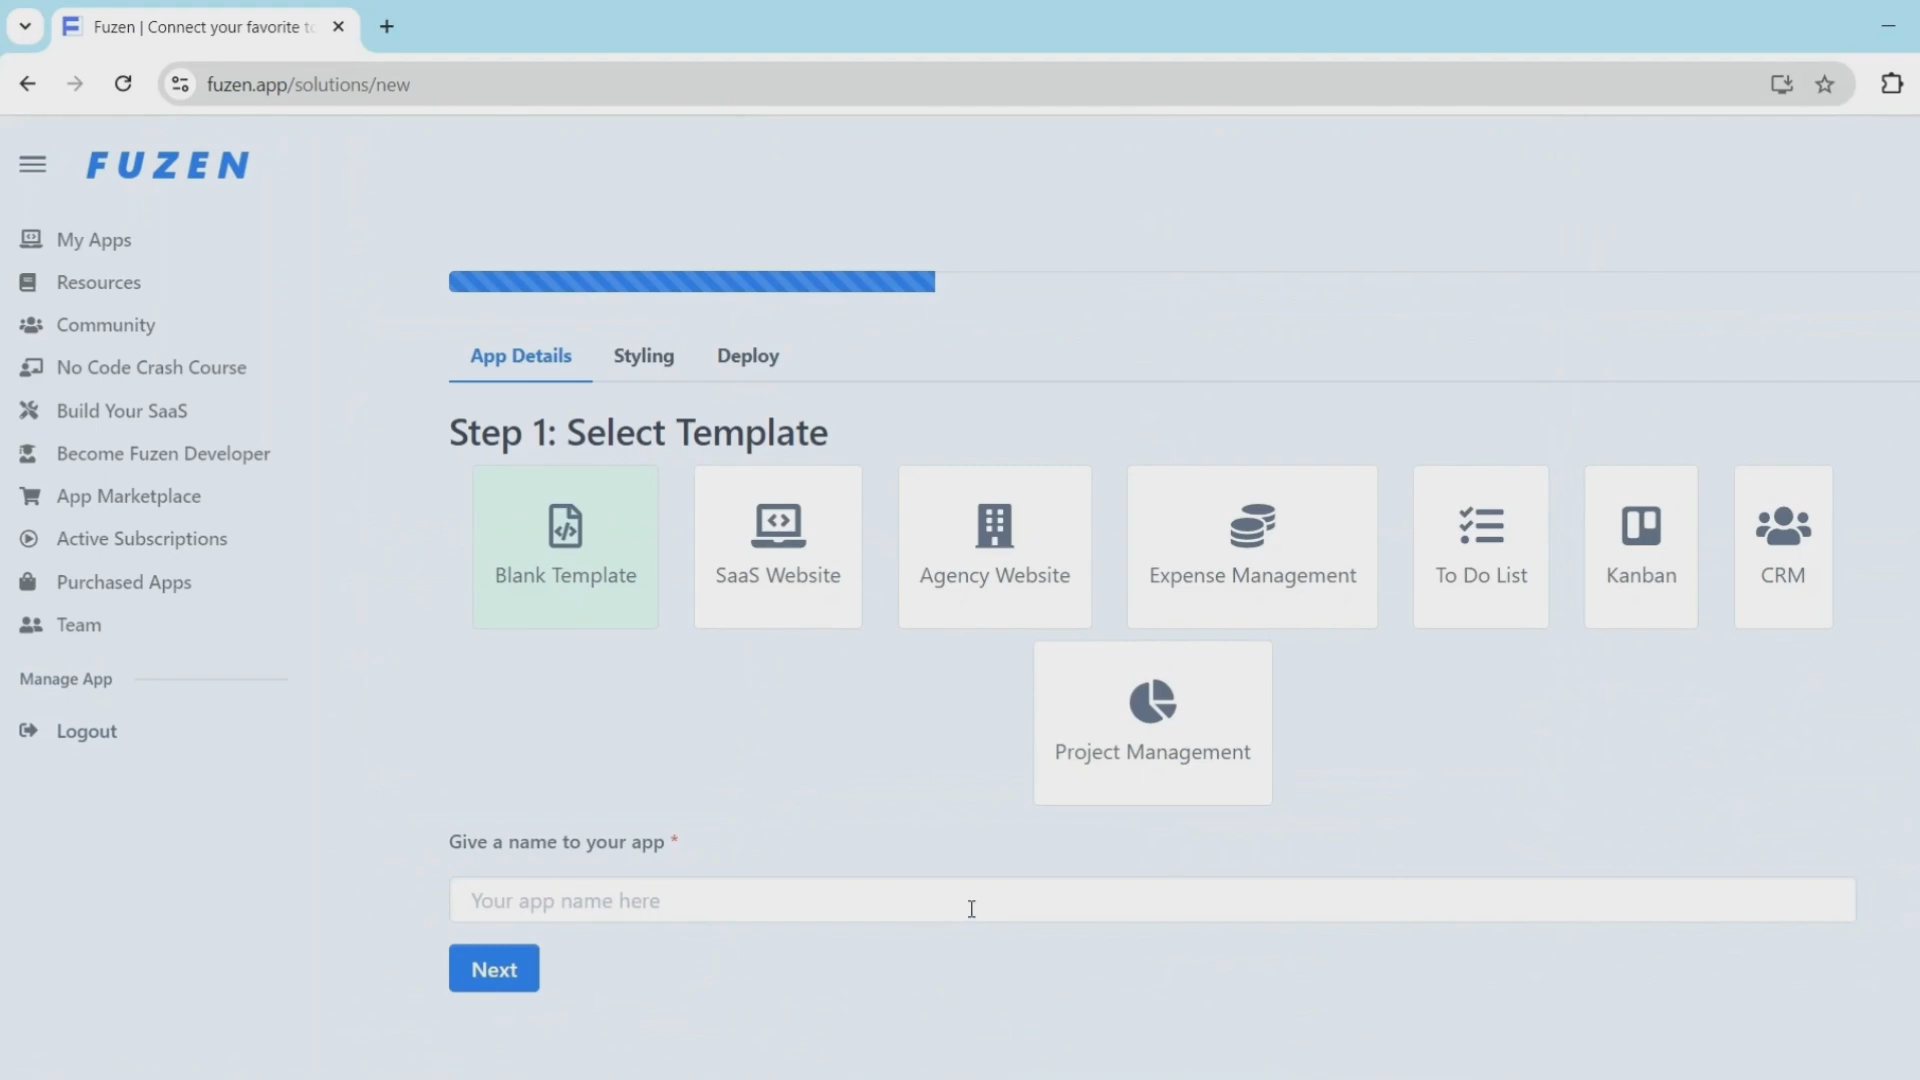 Fuzen | Connect your favorite to
fuzen.app/solutions/new
FUZEN
My Apps
Resources
Community
No Code Crash Course
Build Your SaaS
Become Fuzen Developer
App Marketplace
Active Subscriptions
Purchased Apps
Team
Manage App
Logout
App Details Styling Deploy
Step 1: Select Template
Blank Template SaaS Website Agency Website Expense Management To Do List Kanban CRM
Project Management
Give a name to your app *
Your app name here
Next